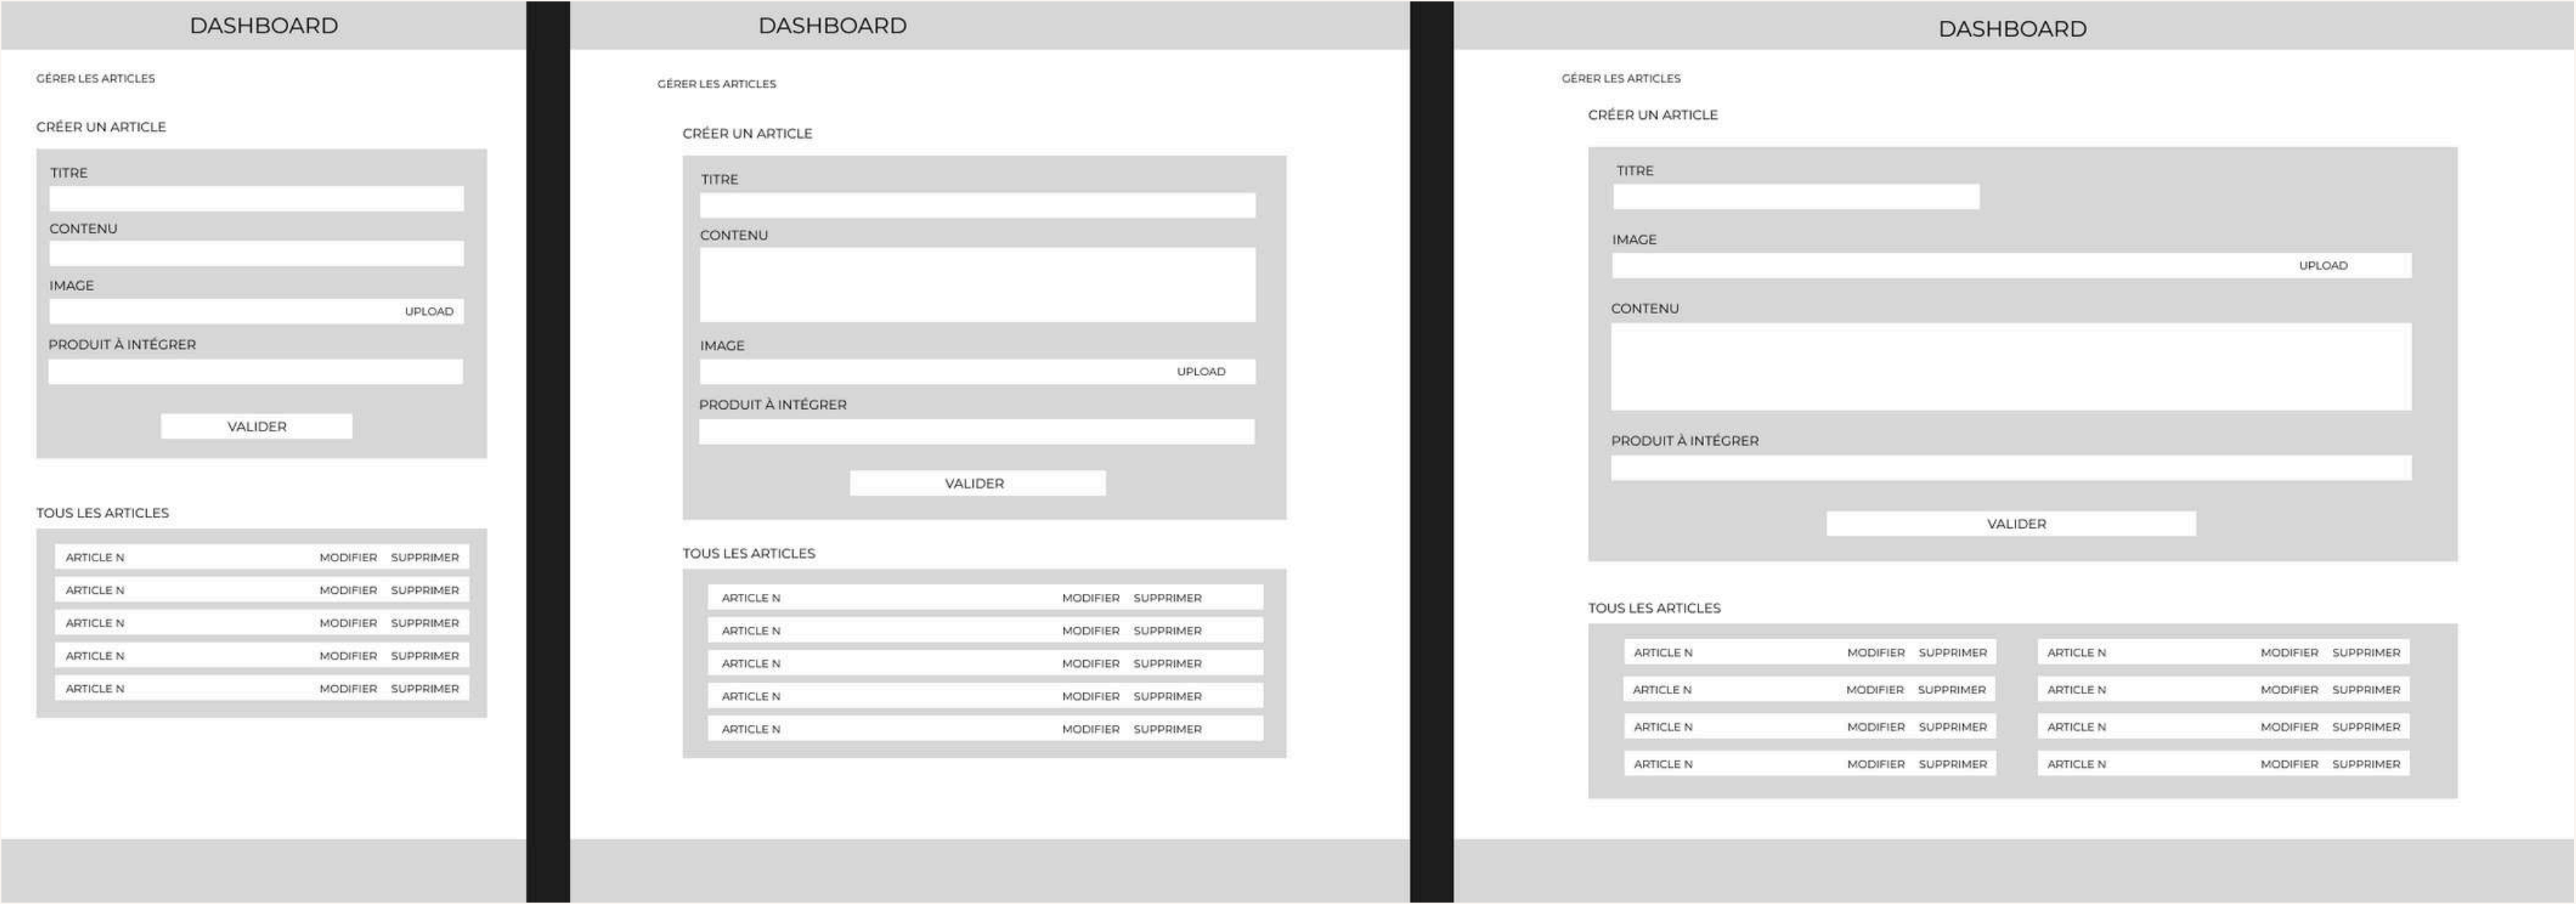 DASHBOARD
GÉRER LES ARTICLES
CRÉER UN ARTICLE
TITRE
CONTENU
IMAGE
UPLOAD
PRODUIT À INTÉGRER
VALIDER
TOUS LES ARTICLES
ARTICLE N MODIFIER SUPPRIMER
ARTICLE N MODIFIER SUPPRIMER
ARTICLE N MODIFIER SUPPRIMER
ARTICLE N MODIFIER SUPPRIMER
ARTICLE N MODIFIER SUPPRIMER
DASHBOARD
GÉRER LES ARTICLES
CRÉER UN ARTICLE
TITRE
CONTENU
IMAGE
UPLOAD
PRODUIT À INTÉGRER
VALIDER
TOUS LES ARTICLES
ARTICLE N MODIFIER SUPPRIMER
ARTICLE N MODIFIER SUPPRIMER
ARTICLE N MODIFIER SUPPRIMER
ARTICLE N MODIFIER SUPPRIMER
ARTICLE N MODIFIER SUPPRIMER
DASHBOARD
GÉRER LES ARTICLES
CRÉER UN ARTICLE
TITRE
IMAGE
UPLOAD
CONTENU
PRODUIT À INTÉGRER
VALIDER
TOUS LES ARTICLES
ARTICLE N MODIFIER SUPPRIMER ARTICLE N MODIFIER SUPPRIMER
ARTICLE N MODIFIER SUPPRIMER ARTICLE N MODIFIER SUPPRIMER
ARTICLE N MODIFIER SUPPRIMER ARTICLE N MODIFIER SUPPRIMER
ARTICLE N MODIFIER SUPPRIMER ARTICLE N MODIFIER SUPPRIMER